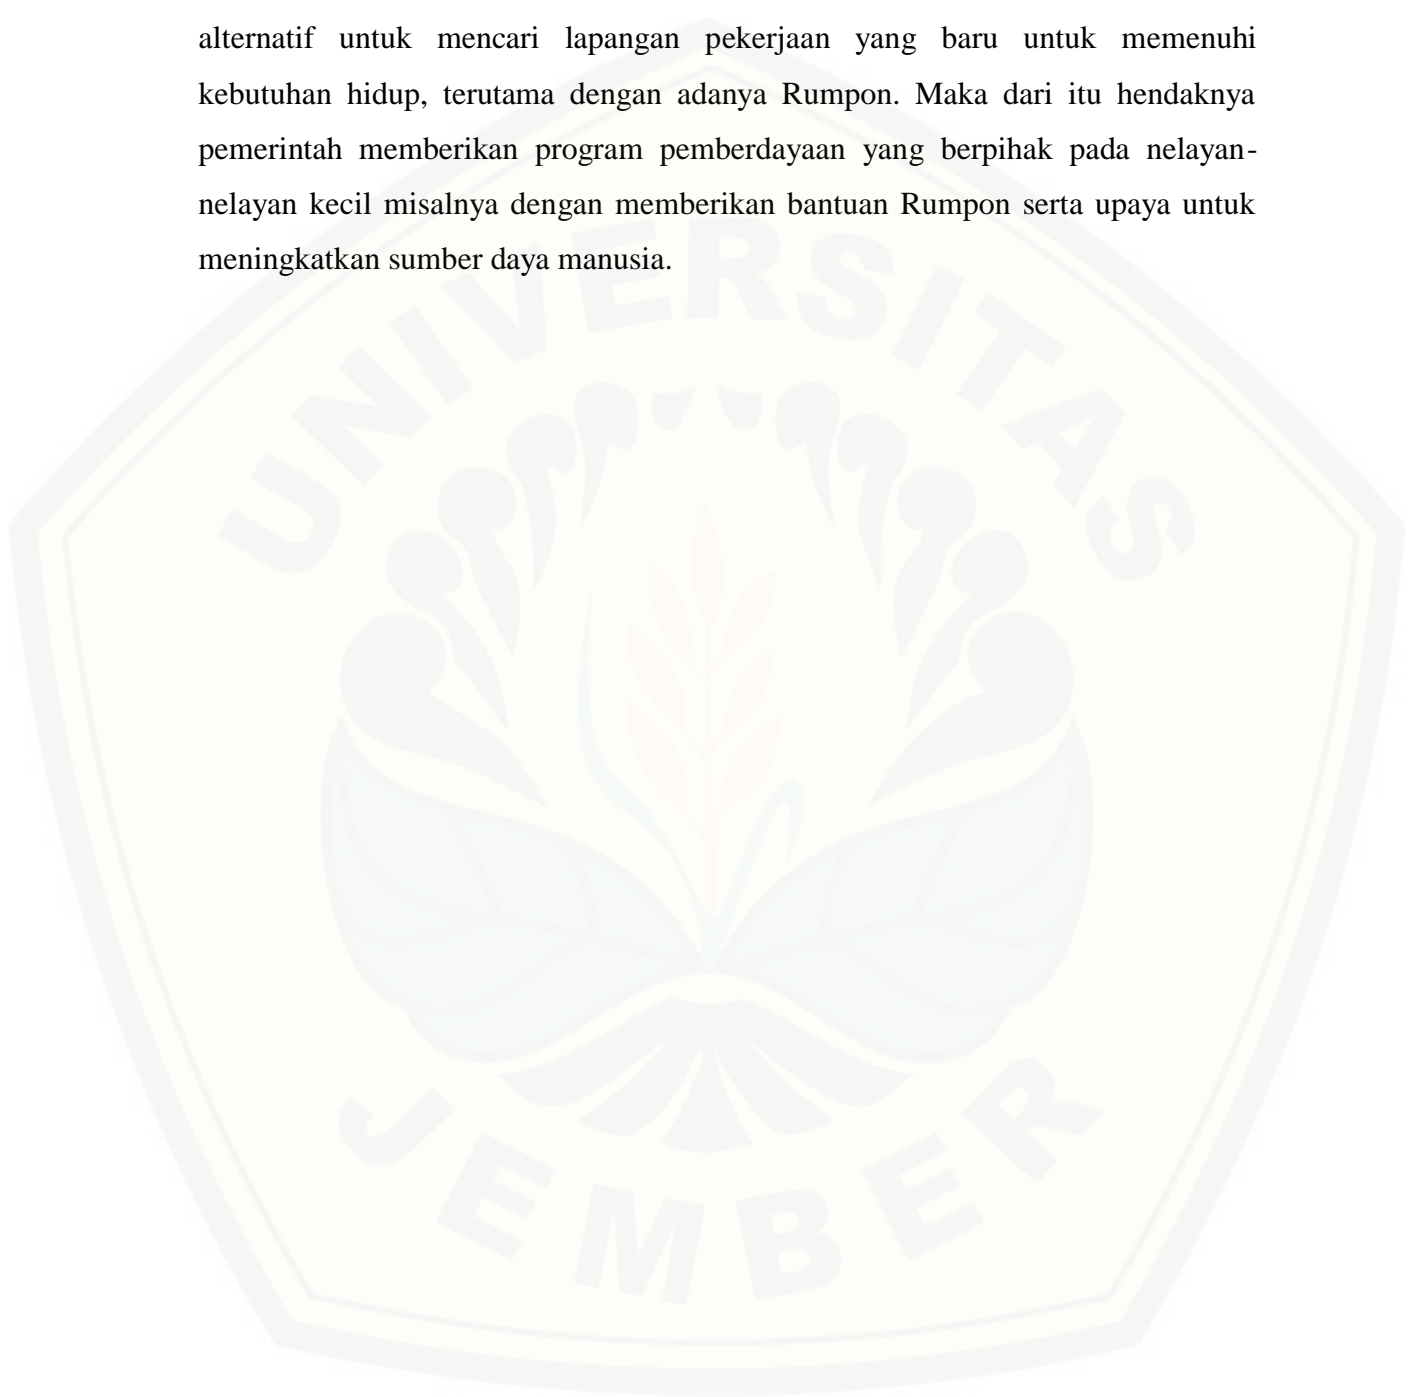 alternatif untuk mencari lapangan pekerjaan yang baru untuk memenuhi
kebutuhan hidup, terutama dengan adanya Rumpon. Maka dari itu hendaknya
pemerintah memberikan program pemberdayaan yang berpihak pada nelayan-
nelayan kecil misalnya dengan memberikan bantuan Rumpon serta upaya untuk
meningkatkan sumber daya manusia.
UNIVERSITAS
JEMBER